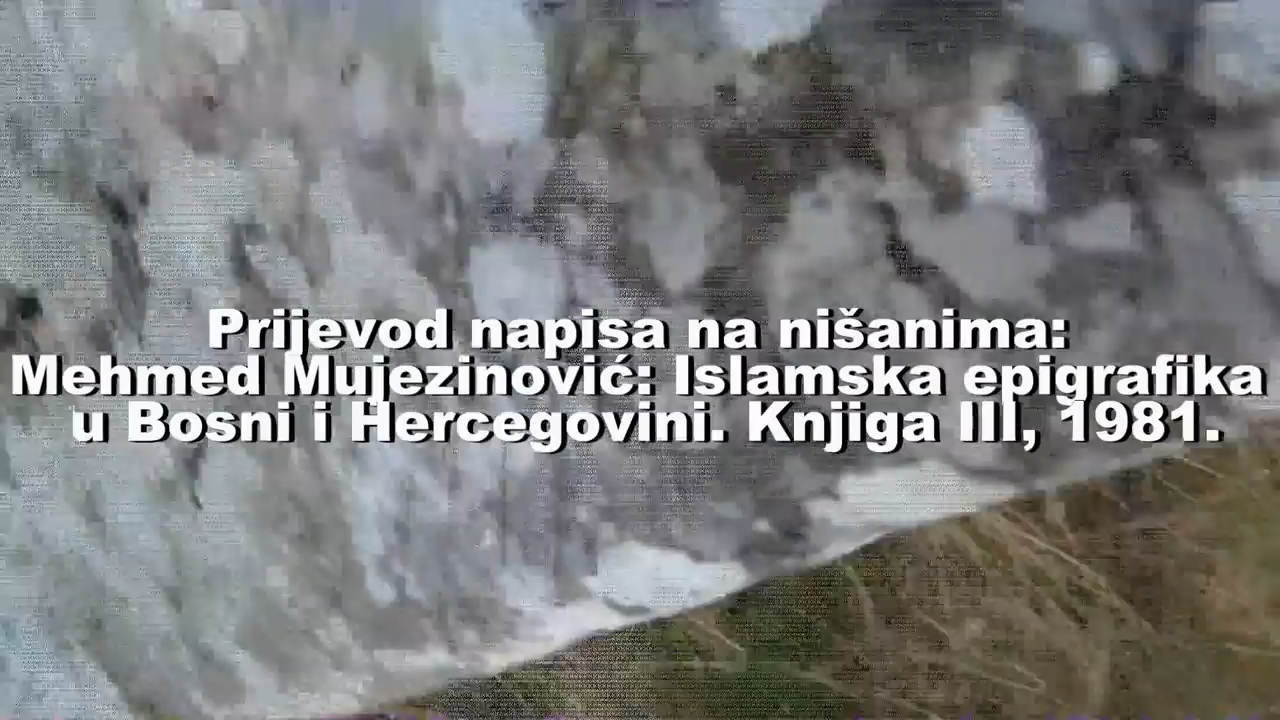 Prijevod napisa na nišanima:
Mehmed Mujezinović: Islamska epigrafika
u Bosni i Hercegovini. Knjiga III, 1981.